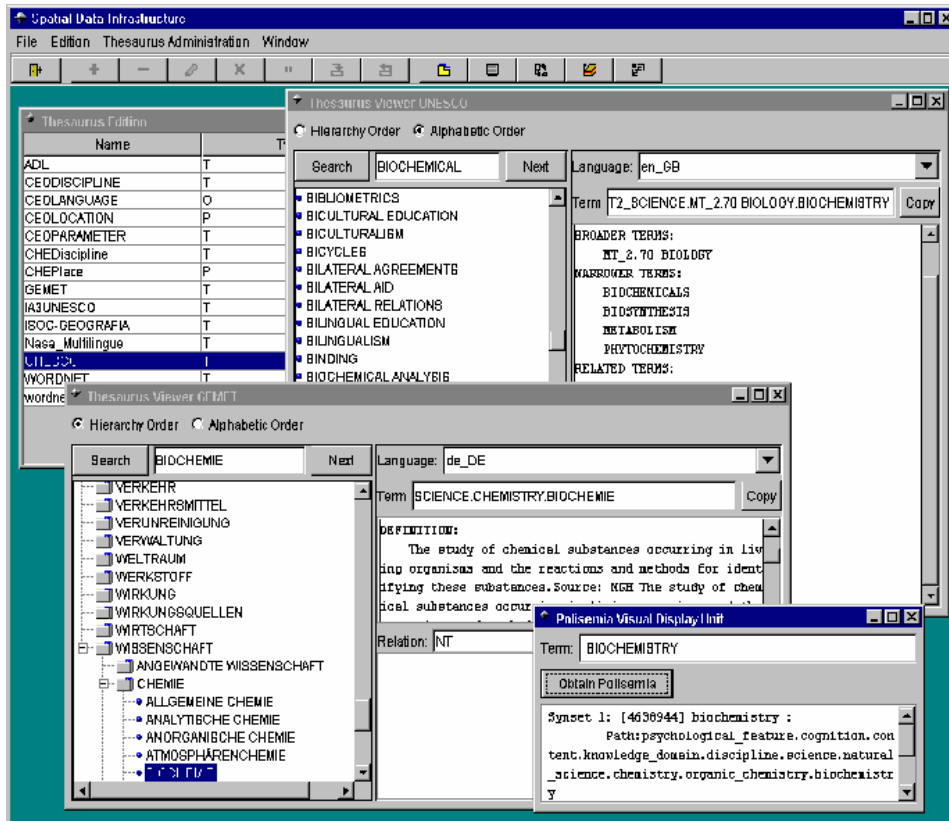 Spatial Data Infrastructure
File Edition Thesaurus Administration Window
Thesaurus Edition
Name
ADL T
CEODISCIPLINE T
CEOLANGUAGE O
CEOLOCATION P
CEOPARAMETER T
CHEDiscipline T
CHEPlace P
GEMET T
ISOC-GEOGRAFIA T
Nasa_Multilingue T
WORDNET T
Thesaurus Viewer UNESCO
Hierarchy Order Alphabetic Order
Search BIOCHEMICAL Next
BIBLIOMETRICS
BICULTURAL EDUCATION
BICULTURALISM
BICYCLES
BILATERAL AGREEMENTS
BILATERAL AID
BILATERAL RELATIONS
BILINGUAL EDUCATION
BILINGUALISM
BINDING
BIOCHEMICAL ANALYSIS
Language: en_GB
Term T2_SCIENCE.MT_2.70 BIOLOGY.BIOCHEMISTRY Copy
BROADER TERMS:
MT_2.70 BIOLOGY
NARROWER TERMS:
BIOCHEMICALS
BIOSYNTHESIS
METABOLISM
PHYTOCHEMISTRY
RELATED TERMS:
Thesaurus Viewer GEMET
Hierarchy Order Alphabetic Order
Search BIOCHEMIE Next
VERKEHR
VERKEHRSMITTEL
VERUNREINIGUNG
VERWALTUNG
WELTRAUM
WERKSTOFF
WIRKUNG
WIRKUNGSQUELLEN
WIRTSCHAFT
WISSENSCHAFT
ANGEWANDTE WISSENSCHAFT
CHEMIE
ALLGEMEINE CHEMIE
ANALYTISCHE CHEMIE
ANORGANISCHE CHEMIE
ATMOSPHÄRENCHEMIE
Language: de_DE
Term SCIENCE.CHEMISTRY.BIOCHEMIE Copy
DEFINITION:
The study of chemical substances occurring in liv
ing organisms and the reactions and methods for ident
ifying these substances.Source: MGH The study of chem
ical substances
Relation: NT
Polisemia Visual Display Unit
Term: BIOCHEMISTRY
Obtain Polisemia
Synset 1: [4638944] biochemistry :
Path:psychological_feature.cognition.con
tent.knowledge_domain.discipline.science.natural
_science.chemistry.organic_chemistry.biochemistr
y